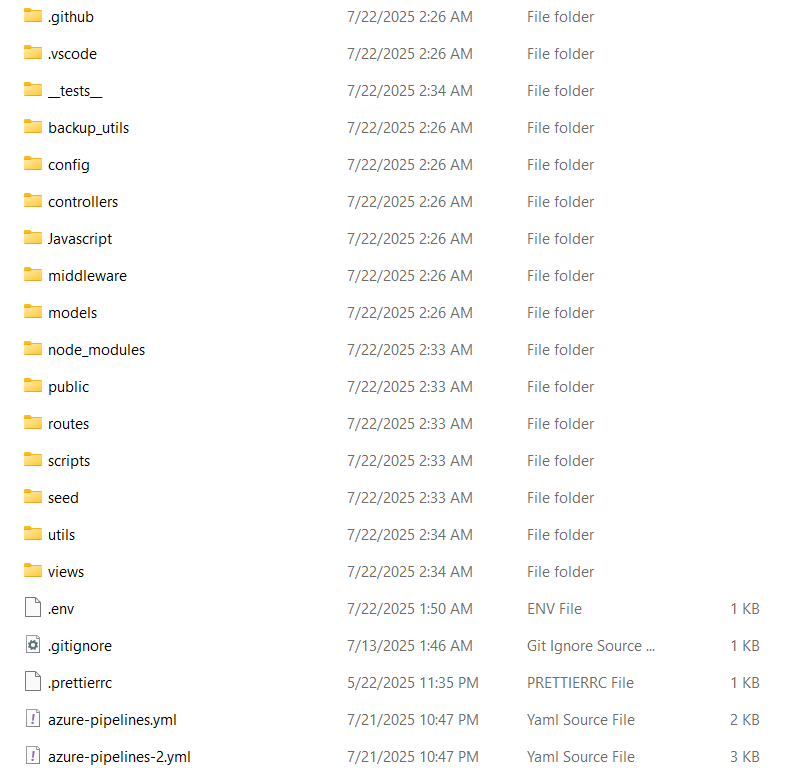 .github 7/22/2025 2:26 AM File folder
.vscode 7/22/2025 2:26 AM File folder
__tests__ 7/22/2025 2:34 AM File folder
backup_utils 7/22/2025 2:26 AM File folder
config 7/22/2025 2:26 AM File folder
controllers 7/22/2025 2:26 AM File folder
Javascript 7/22/2025 2:26 AM File folder
middleware 7/22/2025 2:26 AM File folder
models 7/22/2025 2:26 AM File folder
node_modules 7/22/2025 2:33 AM File folder
public 7/22/2025 2:33 AM File folder
routes 7/22/2025 2:33 AM File folder
scripts 7/22/2025 2:33 AM File folder
seed 7/22/2025 2:33 AM File folder
utils 7/22/2025 2:34 AM File folder
views 7/22/2025 2:34 AM File folder
.env 7/22/2025 1:50 AM ENV File 1 KB
.gitignore 7/13/2025 1:46 AM Git Ignore Source ... 1 KB
.prettierrc 5/22/2025 11:35 PM PRETTIERRC File 1 KB
azure-pipelines.yml 7/21/2025 10:47 PM Yaml Source File 2 KB
azure-pipelines-2.yml 7/21/2025 10:47 PM Yaml Source File 3 KB